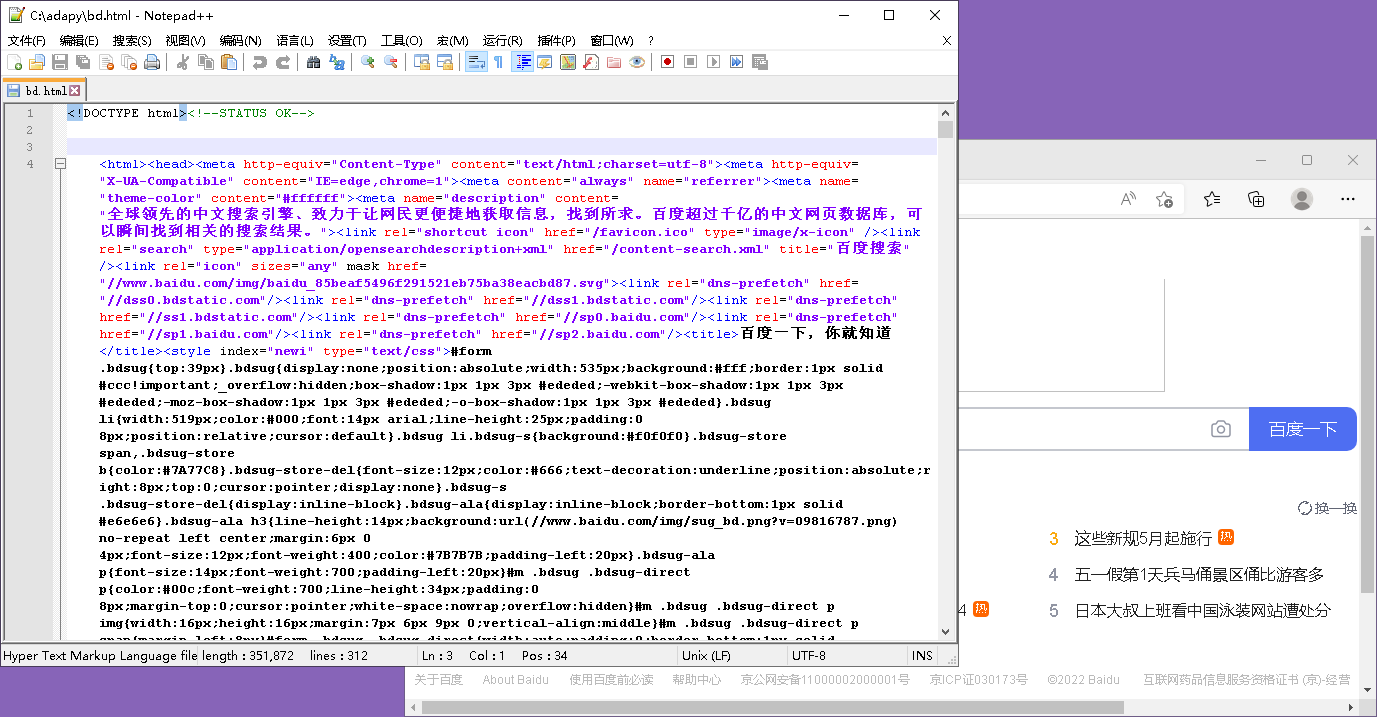 C:\adapy\bd.html - Notepad++
文件(F) 编辑(E) 搜索(S) 视图(V) 编码(N) 语言(L) 设置(T) 工具(O) 宏(M) 运行(R) 插件(P) 窗口(W) ? X
bd.html
1 <!DOCTYPE html><!--STATUS OK-->
2
3
4 <html><head><meta http-equiv="Content-Type" content="text/html;charset=utf-8"><meta http-equiv=
"X-UA-Compatible" content="IE=edge,chrome=1"><meta content="always" name="referrer"><meta name=
"theme-color" content="#ffffff"><meta name="description" content=
"全球领先的中文搜索引擎、致力于让网民更便捷地获取信息，找到所求。百度超过千亿的中文网页数据库，可
以瞬间找到相关的搜索结果。"><link rel="shortcut icon" href="/favicon.ico" type="image/x-icon" /><link
rel="search" type="application/opensearchdescription+xml" href="/content-search.xml" title="百度搜索"
/><link rel="icon" sizes="any" mask href=
"//www.baidu.com/img/baidu_85beaf5496f291521eb75ba38eacbd87.svg"><link rel="dns-prefetch" href=
"//dss0.bdstatic.com"/><link rel="dns-prefetch" href="//dss1.bdstatic.com"/><link rel="dns-prefetch"
href="//ss1.bdstatic.com"/><link rel="dns-prefetch" href="//sp0.baidu.com"/><link rel="dns-prefetch"
href="//sp1.baidu.com"/><link rel="dns-prefetch" href="//sp2.baidu.com"/><title>百度一下，你就知道
</title><style index="newi" type="text/css">#form
.bdsug{top:39px}.bdsug{display:none;position:absolute;width:535px;background:#fff;border:1px solid
#ccc!important;_overflow:hidden;box-shadow:1px 1px 3px #ededed;-webkit-box-shadow:1px 1px 3px
#ededed;-moz-box-shadow:1px 1px 3px #ededed;-o-box-shadow:1px 1px 3px #ededed}.bdsug
li{width:519px;color:#000;font:14px arial;line-height:25px;padding:0
8px;position:relative;cursor:default}.bdsug li.bdsug-s{background:#f0f0f0}.bdsug-store
span,.bdsug-store
b{color:#7A77C8}.bdsug-store-del{font-size:12px;color:#666;text-decoration:underline;position:absolute;r
ight:8px;top:0;cursor:pointer;display:none}.bdsug-s
.bdsug-store-del{display:inline-block}.bdsug-ala{display:inline-block;border-bottom:1px solid
#e6e6e6}.bdsug-ala h3{line-height:14px;background:url(//www.baidu.com/img/sug_bd.png?v=09816787.png)
no-repeat left center;margin:6px 0
4px;font-size:12px;font-weight:400;color:#7B7B7B;padding-left:20px}.bdsug-ala
p{font-size:14px;font-weight:700;padding-left:20px}#m .bdsug .bdsug-direct
p{color:#00c;font-weight:700;line-height:34px;padding:0
8px;margin-top:0;cursor:pointer;white-space:nowrap;overflow:hidden}#m .bdsug .bdsug-direct p
img{width:16px;height:16px;margin:7px 6px 9px 0;vertical-align:middle}#m .bdsug .bdsug-direct p
span{margin-left:8px}#form .bdsug .bdsug-direct{width:auto;padding:0;border-bottom:1px solid
Hyper Text Markup Language file length : 351,872 lines : 312 Ln : 3 Col : 1 Pos : 34 Unix (LF) UTF-8 INS
百度一下
换一换
3 这些新规5月起施行 热
4 五一假第1天兵马俑景区俑比游客多
4 热
5 日本大叔上班看中国泳装网站遭处分
关于百度 About Baidu 使用百度前必读 帮助中心 京公网安备11000002000001号 京ICP证030173号 ©2022 Baidu 互联网药品信息服务资格证书 (京)-经营